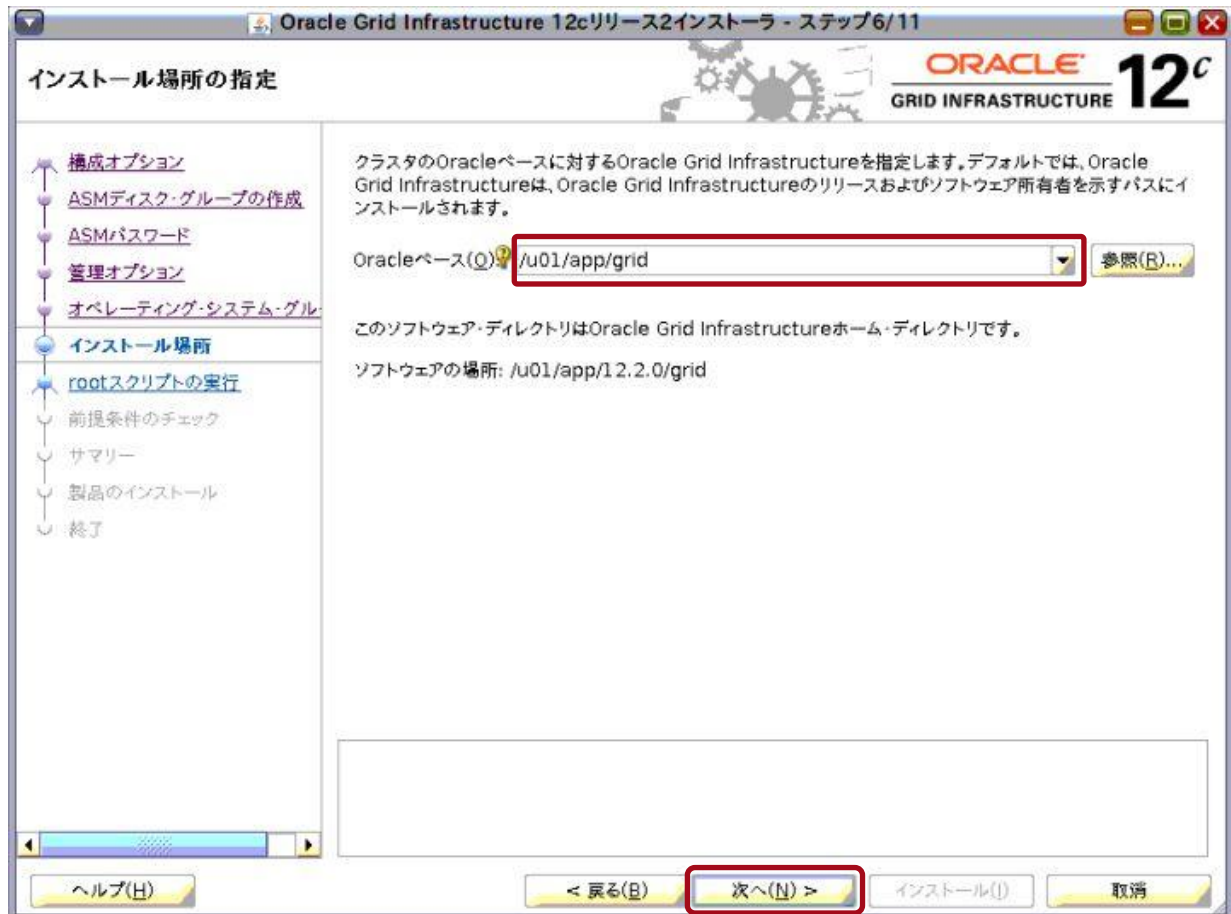 Oracle Grid Infrastructure 12cリリース2インストーラ - ステップ6/11
インストール場所の指定
ORACLE
GRID INFRASTRUCTURE
12c
構成オプション
ASMディスク・グループの作成
ASMパスワード
管理オプション
オペレーティング・システム・グル
インストール場所
rootスクリプトの実行
前提条件のチェック
サマリー
製品のインストール
終了
クラスタのOracleベースに対するOracle Grid Infrastructureを指定します。デフォルトでは、Oracle
Grid Infrastructureは、Oracle Grid Infrastructureのリリースおよびソフトウェア所有者を示すパスにイ
ンストールされます。
Oracleベース(O) /u01/app/grid 参照(R)...
このソフトウェア・ディレクトリはOracle Grid Infrastructureホーム・ディレクトリです。
ソフトウェアの場所: /u01/app/12.2.0/grid
ヘルプ(H) < 戻る(B) 次へ(N) > インストール(I) 取消